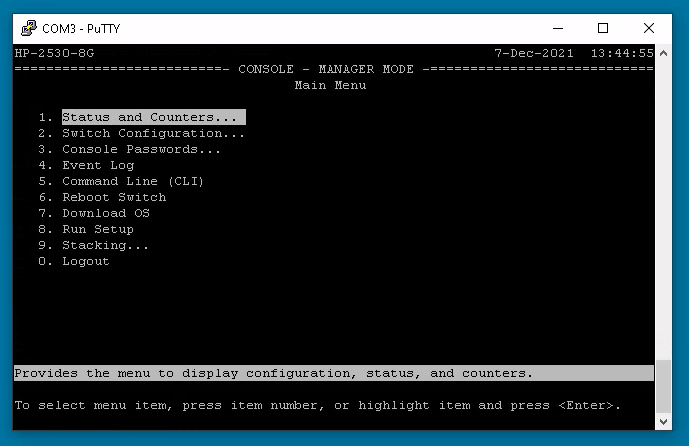 COM3 - PuTTY
HP-2530-8G 7-Dec-2021 13:44:55
==========================- CONSOLE - MANAGER MODE -============================
Main Menu
1. Status and Counters...
2. Switch Configuration...
3. Console Passwords...
4. Event Log
5. Command Line (CLI)
6. Reboot Switch
7. Download OS
8. Run Setup
9. Stacking...
0. Logout
Provides the menu to display configuration, status, and counters.
To select menu item, press item number, or highlight item and press <Enter>.